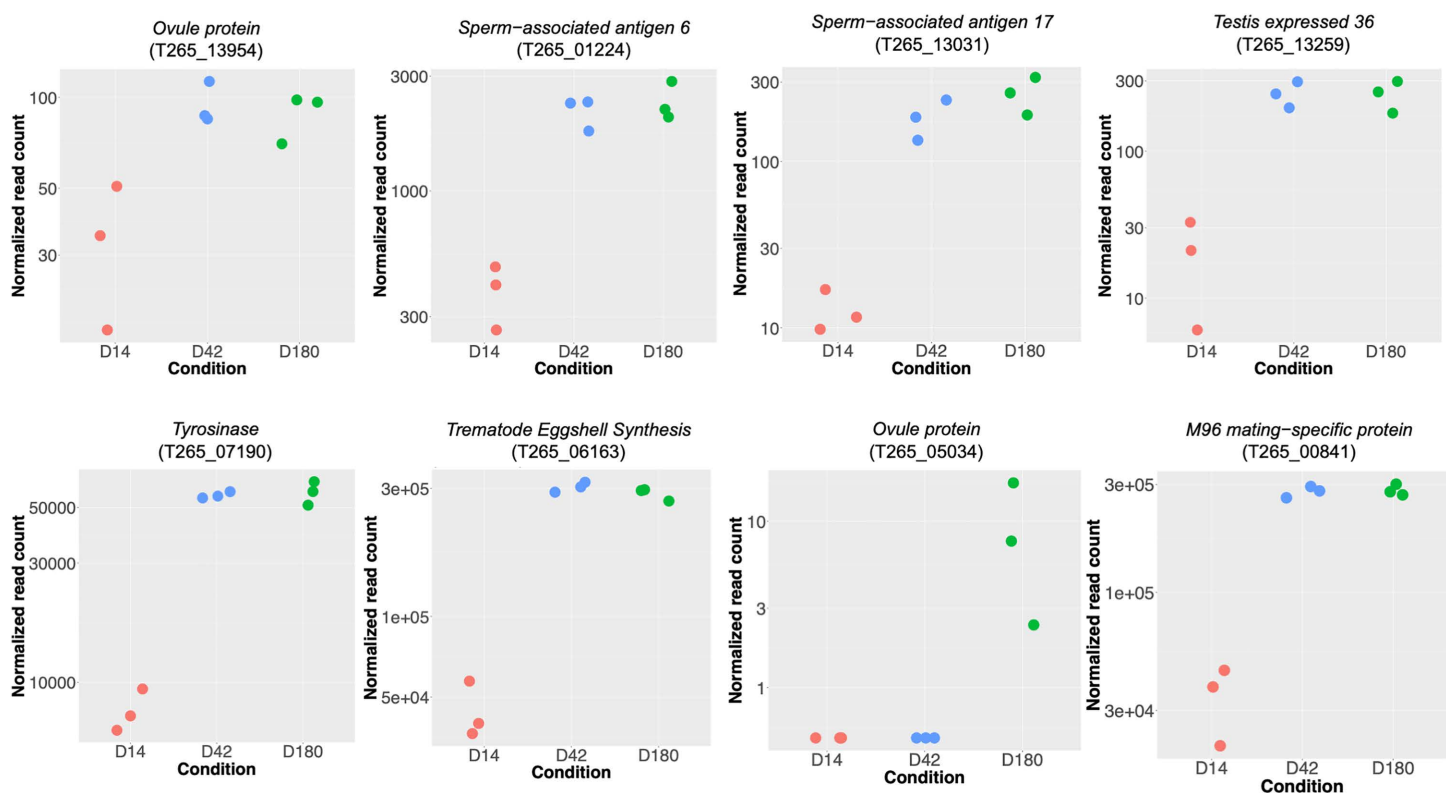 Ovule protein
(T265_13954)
Normalized read count
100
50
30
D14
D42
D180
Condition
Sperm−associated antigen 6
(T265_01224)
Normalized read count
3000
1000
300
D14
D42
D180
Condition
Sperm−associated antigen 17
(T265_13031)
Normalized read count
300
100
30
10
D14
D42
D180
Condition
Testis expressed 36
(T265_13259)
Normalized read count
300
100
30
10
D14
D42
D180
Condition
Tyrosinase
(T265_07190)
Normalized read count
50000
30000
10000
D14
D42
D180
Condition
Trematode Eggshell Synthesis
(T265_06163)
Normalized read count
3e+05
1e+05
5e+04
D14
D42
D180
Condition
Ovule protein
(T265_05034)
Normalized read count
10
3
1
D14
D42
D180
Condition
M96 mating−specific protein
(T265_00841)
Normalized read count
3e+05
1e+05
3e+04
D14
D42
D180
Condition